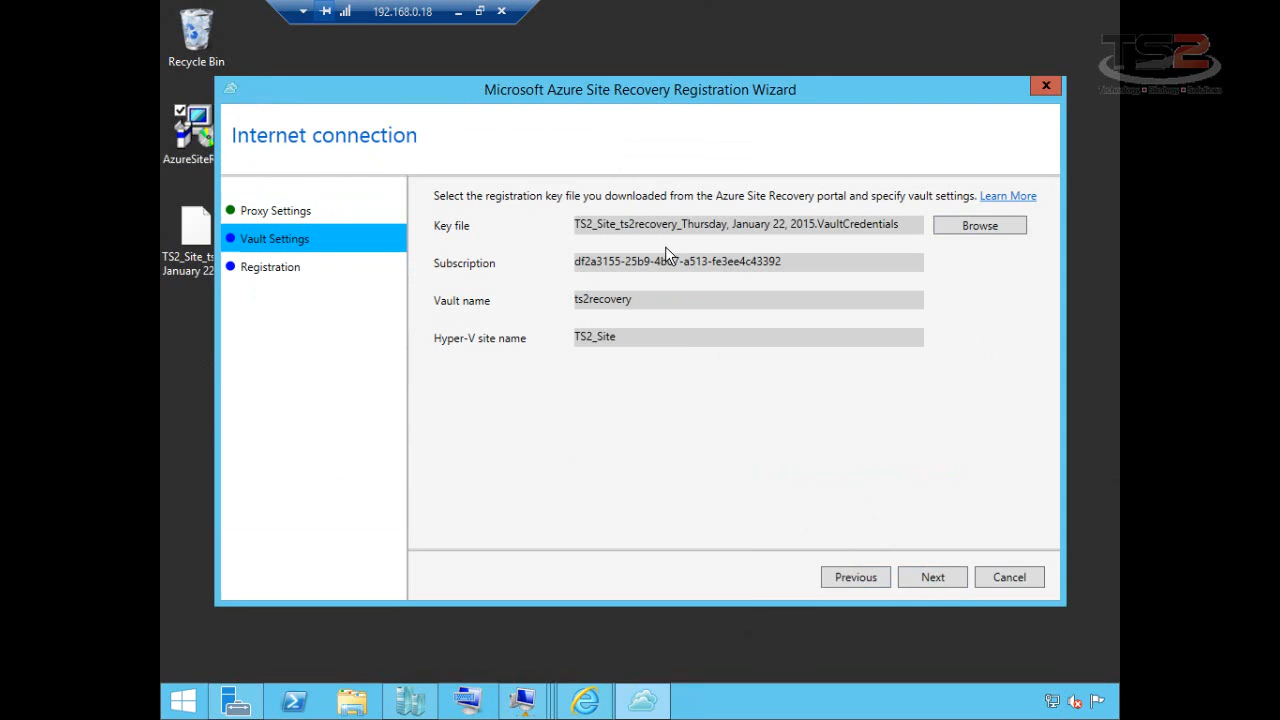 192.168.0.18
Recycle Bin
TS2
Technology Strategy Solutions
Microsoft Azure Site Recovery Registration Wizard
Internet connection
AzureSiteR
Proxy Settings
Vault Settings
Registration
TS2_Site_ts
January 22
Select the registration key file you downloaded from the Azure Site Recovery portal and specify vault settings. Learn More
Key file
TS2_Site_ts2recovery_Thursday, January 22, 2015.VaultCredentials
Browse
Subscription
Vault name
ts2recovery
Hyper-V site name
TS2_Site
Previous
Next
Cancel